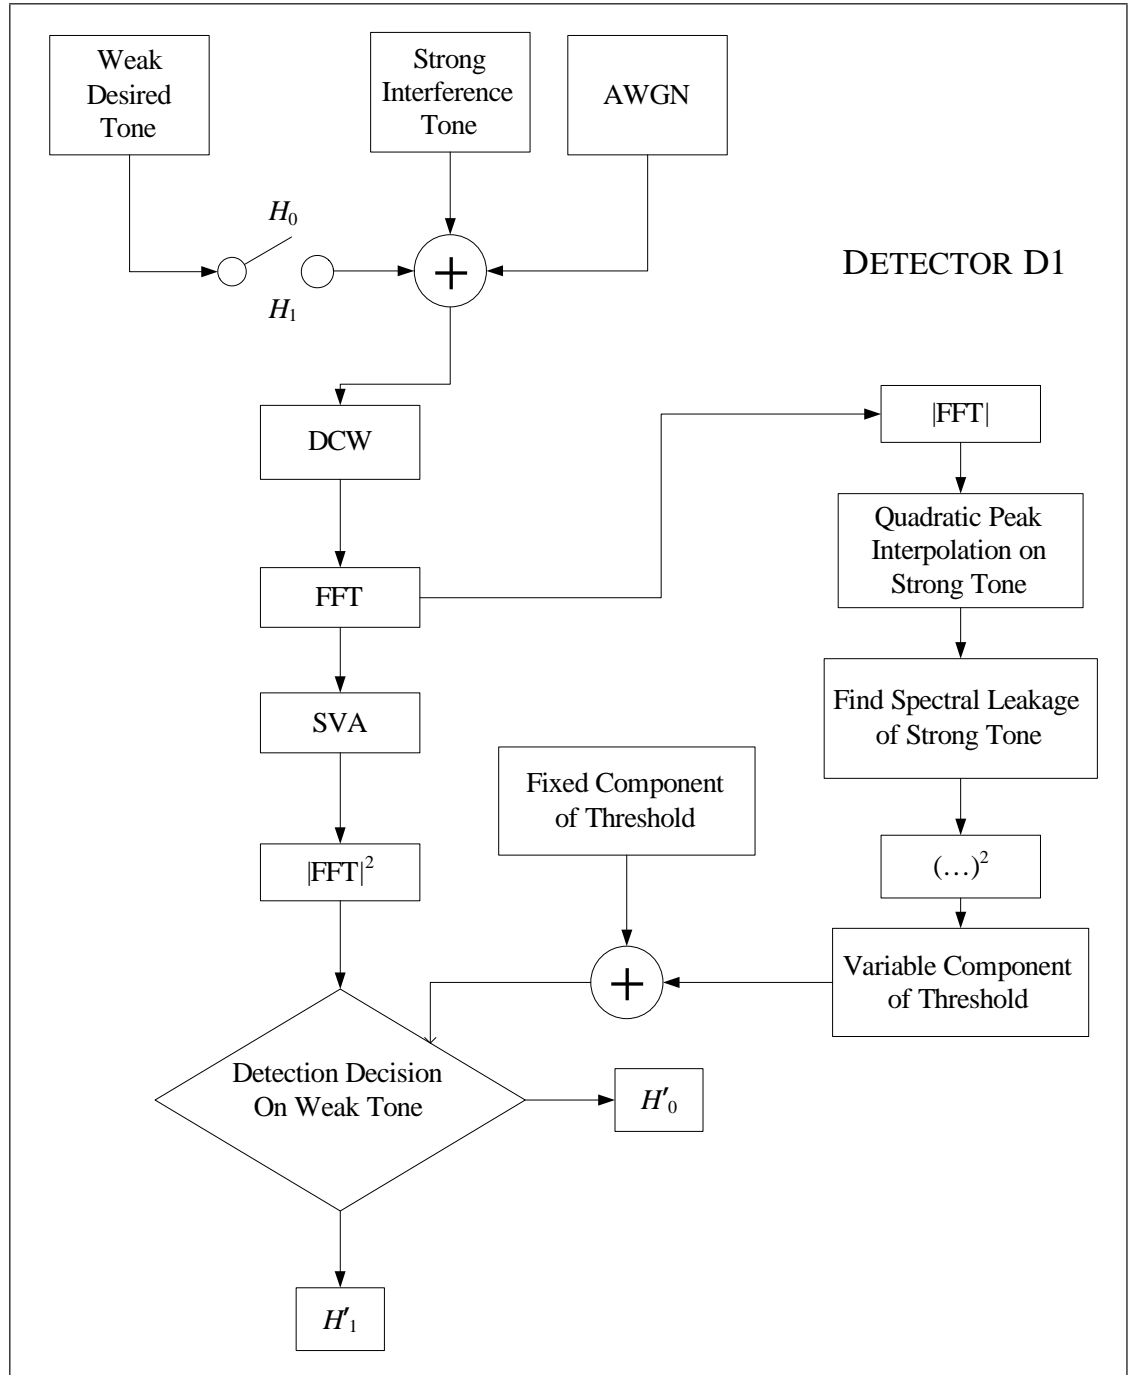 Weak
Desired
Tone
Strong
Interference
Tone
AWGN
H₀
H₁
+
DETECTOR D1
DCW
|FFT|
Quadratic Peak
Interpolation on
Strong Tone
FFT
Find Spectral Leakage
of Strong Tone
SVA
Fixed Component
of Threshold
|FFT|²
(…)²
Variable Component
of Threshold
+
Detection Decision
On Weak Tone
H′₀
H′₁